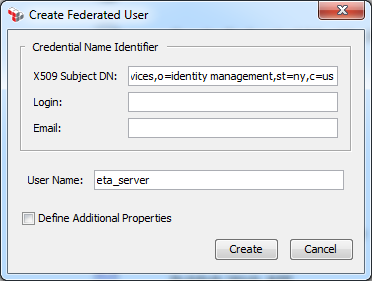 Create Federated User
Credential Name Identifier
X509 Subject DN: vices,o=identity management,st=ny,c=us
Login:
Email:
User Name: eta_server
Define Additional Properties
Create Cancel